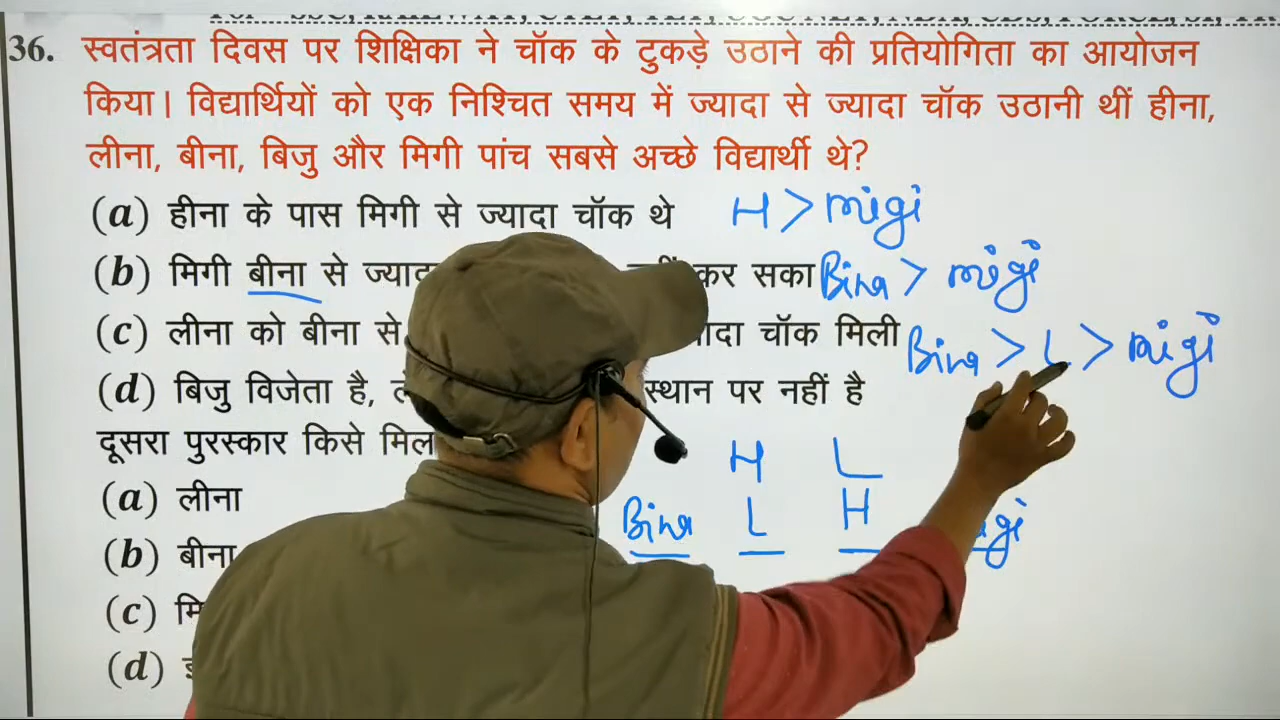 36. स्वतंत्रता दिवस पर शिक्षिका ने चॉक के टुकड़े उठाने की प्रतियोगिता का आयोजन
किया। विद्यार्थियों को एक निश्चित समय में ज्यादा से ज्यादा चॉक उठानी थीं हीना,
लीना, बीना, बिजु और मिगी पांच सबसे अच्छे विद्यार्थी थे?
(a) हीना के पास मिगी से ज्यादा चॉक थे H > migi
(b) मिगी बीना से कर सका Bina > migi
(c) लीना को बीना से चॉक मिली Bina > L > migi
(d) बिजु विजेता है, स्थान पर नहीं है
दूसरा पुरस्कार किसे H L
(a) लीना
Bina L H
(b) बीना
(c)
(d)